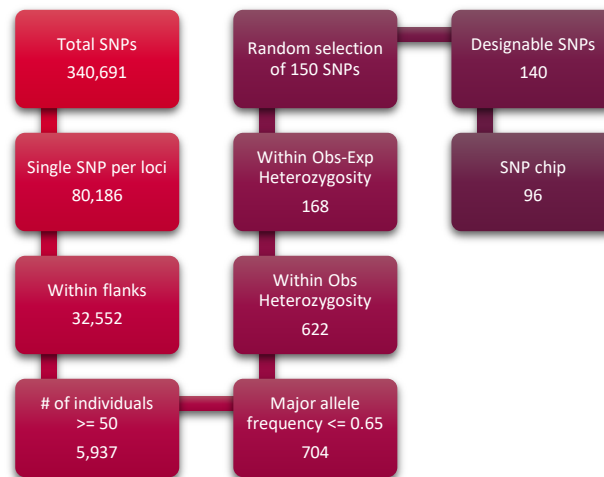 Total SNPs
340,691
Single SNP per loci
80,186
Within flanks
32,552
# of individuals
>= 50
5,937
Major allele
frequency <= 0.65
704
Within Obs
Heterozygosity
622
Within Obs-Exp
Heterozygosity
168
Random selection
of 150 SNPs
Designable SNPs
140
SNP chip
96